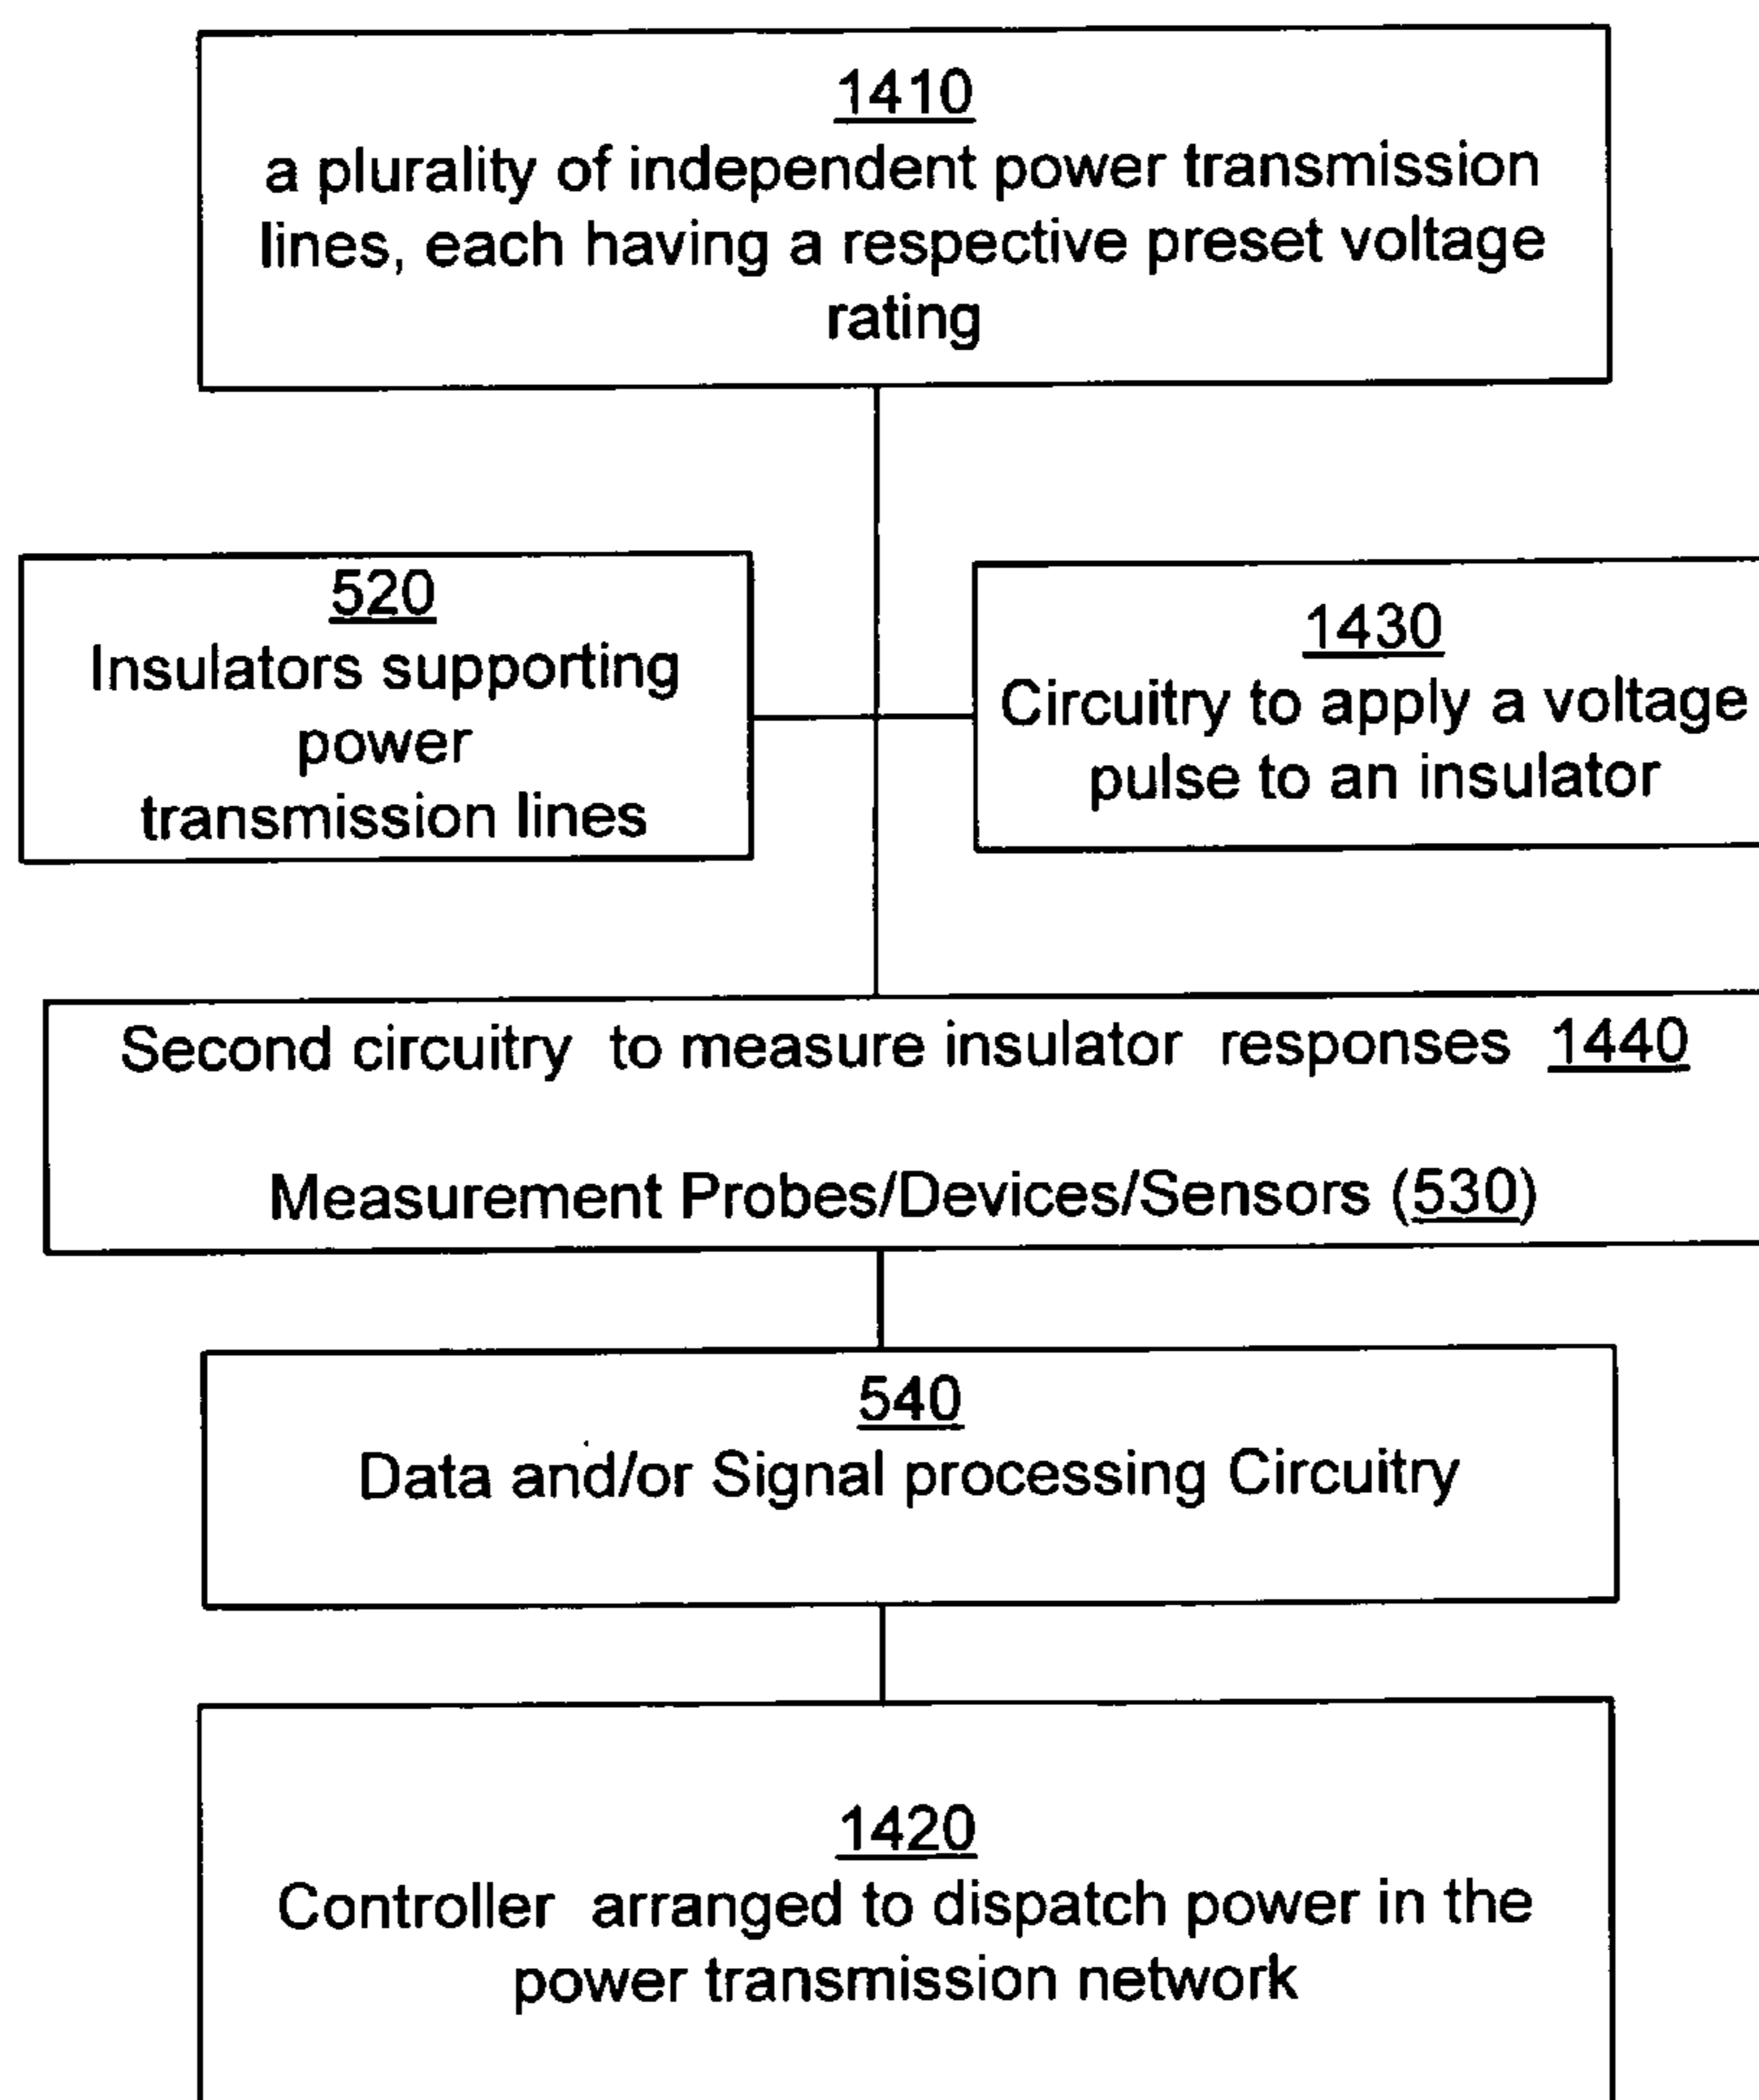 1410
a plurality of independent power transmission
lines, each having a respective preset voltage
rating
520
Insulators supporting
power
transmission lines
1430
Circuitry to apply a voltage
pulse to an insulator
Second circuitry to measure insulator responses 1440
Measurement Probes/Devices/Sensors (530)
540
Data and/or Signal processing Circuitry
1420
Controller arranged to dispatch power in the
power transmission network